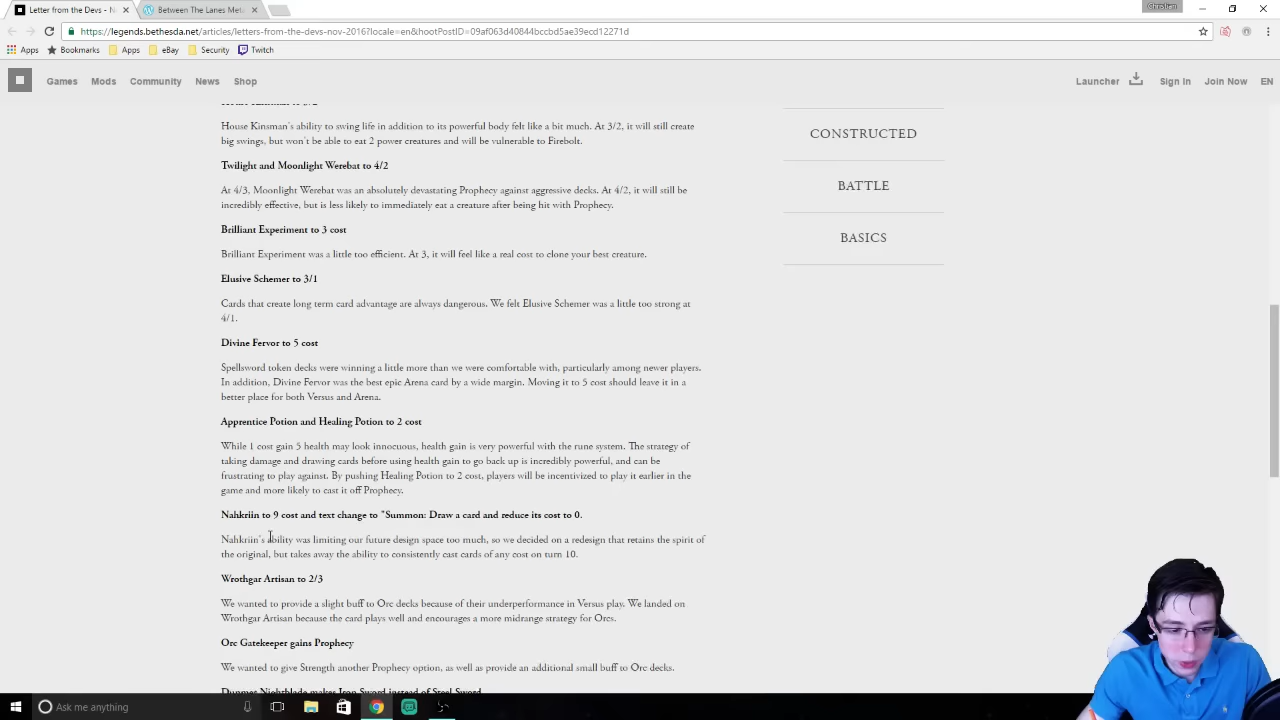 Letter from the Devs - No
Between The Lanes Met
Christian
https://legends.bethesda.net/en/articles/letters-from-the-devs-nov-2016?locale=en&hootPostID=09af063d40844bccbd5ae39ecd12271d
Apps
Bookmarks
Apps
Security
Twitch
Games
Mods
Community
News
Shop
Launcher
Sign In
Join Now
EN
House Kinsman's ability to swing life in addition to its powerful body felt like a bit much. At 3/2, it will still create
big swings, but won't be able to eat 2 power creatures and will be vulnerable to Firebolt.
Twilight and Moonlight Werebat to 4/2
At 4/3, Moonlight Werebat was an absolutely devastating Prophecy against aggressive decks. At 4/2, it will still be
incredibly effective, but is less likely to immediately eat a creature after being hit with Prophecy.
Brilliant Experiment to 3 cost
Brilliant Experiment was a little too efficient. At 3, it will feel like a real cost to clone your best creature.
Elusive Schemer to 3/1
Cards that create long term card advantage are always dangerous. We felt Elusive Schemer was a little too strong at
4/1.
Divine Fervor to 5 cost
Spellsword token decks were winning a little more than we were comfortable with, particularly among newer players.
In addition, Divine Fervor was the best epic Arena card by a wide margin. Moving it to 5 cost should leave it in a
better place for both Versus and Arena.
Apprentice Potion and Healing Potion to 2 cost
While 1 cost gain 5 health may look innocuous, health gain is very powerful with the rune system. The strategy of
taking damage and drawing cards before using health gain to go back up is incredibly powerful, and can be
frustrating to play against. By pushing Healing Potion to 2 cost, players will be incentivized to play it earlier in the
game and more likely to cast it off Prophecy.
Nahkriin to 9 cost and text change to "Summon: Draw a card and reduce its cost to 0.
Nahkriin's ability was limiting our future design space too much, so we decided on a redesign that retains the spirit of
the original, but takes away the ability to consistently cast cards of any cost on turn 10.
Wrothgar Artisan to 2/3
We wanted to provide a slight buff to Orc decks because of their underperformance in Versus play. We landed on
Wrothgar Artisan because the card plays well and encourages a more midrange strategy for Orcs.
Orc Gatekeeper gains Prophecy
We wanted to give Strength another Prophecy option, as well as provide an additional small buff to Orc decks.
Dunmer Nightblade makes Iron Sword instead of Steel Sword
CONSTRUCTED
BATTLE
BASICS
Ask me anything